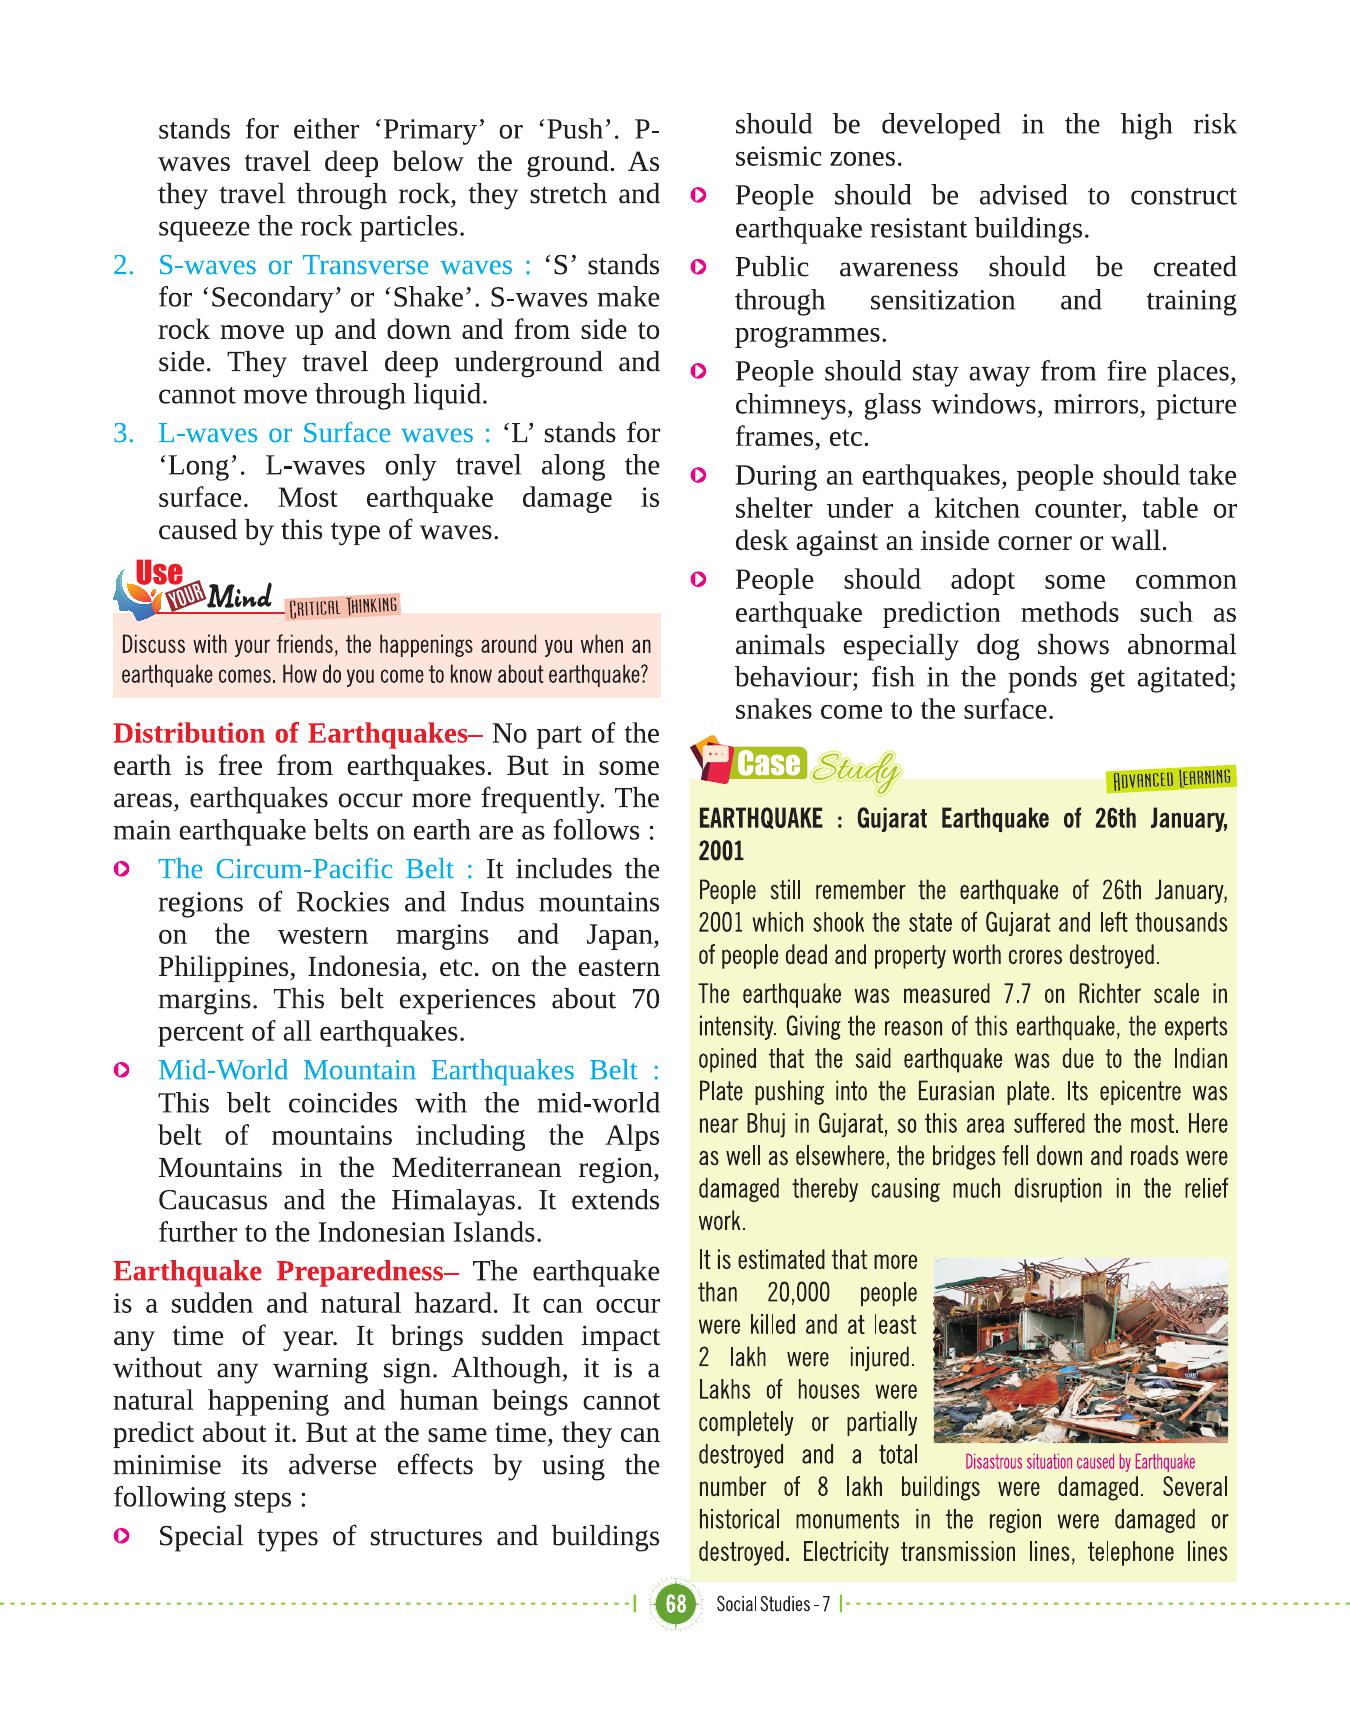 stands for either ‘Primary’ or ‘Push’. P-
waves travel deep below the ground. As
they travel through rock, they stretch and
squeeze the rock particles.
2. S-waves or Transverse waves : ‘S’ stands
for ‘Secondary’ or ‘Shake’. S-waves make
rock move up and down and from side to
side. They travel deep underground and
cannot move through liquid.
3. L-waves or Surface waves : ‘L’ stands for
‘Long’. L-waves only travel along the
surface. Most earthquake damage is
caused by this type of waves.
Use YOUR Mind CRITICAL THINKING
Discuss with your friends, the happenings around you when an
earthquake comes. How do you come to know about earthquake?
Distribution of Earthquakes– No part of the
earth is free from earthquakes. But in some
areas, earthquakes occur more frequently. The
main earthquake belts on earth are as follows :
The Circum-Pacific Belt : It includes the
regions of Rockies and Indus mountains
on the western margins and Japan,
Philippines, Indonesia, etc. on the eastern
margins. This belt experiences about 70
percent of all earthquakes.
Mid-World Mountain Earthquakes Belt :
This belt coincides with the mid-world
belt of mountains including the Alps
Mountains in the Mediterranean region,
Caucasus and the Himalayas. It extends
further to the Indonesian Islands.
Earthquake Preparedness– The earthquake
is a sudden and natural hazard. It can occur
any time of year. It brings sudden impact
without any warning sign. Although, it is a
natural happening and human beings cannot
predict about it. But at the same time, they can
minimise its adverse effects by using the
following steps :
Special types of structures and buildings
should be developed in the high risk
seismic zones.
People should be advised to construct
earthquake resistant buildings.
Public awareness should be created
through sensitization and training
programmes.
People should stay away from fire places,
chimneys, glass windows, mirrors, picture
frames, etc.
During an earthquakes, people should take
shelter under a kitchen counter, table or
desk against an inside corner or wall.
People should adopt some common
earthquake prediction methods such as
animals especially dog shows abnormal
behaviour; fish in the ponds get agitated;
snakes come to the surface.
Case Study ADVANCED LEARNING
EARTHQUAKE : Gujarat Earthquake of 26th January,
2001
People still remember the earthquake of 26th January,
2001 which shook the state of Gujarat and left thousands
of people dead and property worth crores destroyed.
The earthquake was measured 7.7 on Richter scale in
intensity. Giving the reason of this earthquake, the experts
opined that the said earthquake was due to the Indian
Plate pushing into the Eurasian plate. Its epicentre was
near Bhuj in Gujarat, so this area suffered the most. Here
as well as elsewhere, the bridges fell down and roads were
damaged thereby causing much disruption in the relief
work.
It is estimated that more
than 20,000 people
were killed and at least
2 lakh were injured.
Lakhs of houses were
completely or partially
destroyed and a total
Disastrous situation caused by Earthquake
number of 8 lakh buildings were damaged. Several
historical monuments in the region were damaged or
destroyed. Electricity transmission lines, telephone lines
68 Social Studies - 7